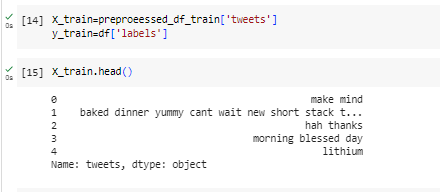 [14] X_train=preproeessed_df_train['tweets']
y_train=df['labels']
0s
[15] X_train.head()
0s
0 make mind
1 baked dinner yummy cant wait new short stack t...
2 hah thanks
3 morning blessed day
4 lithium
Name: tweets, dtype: object